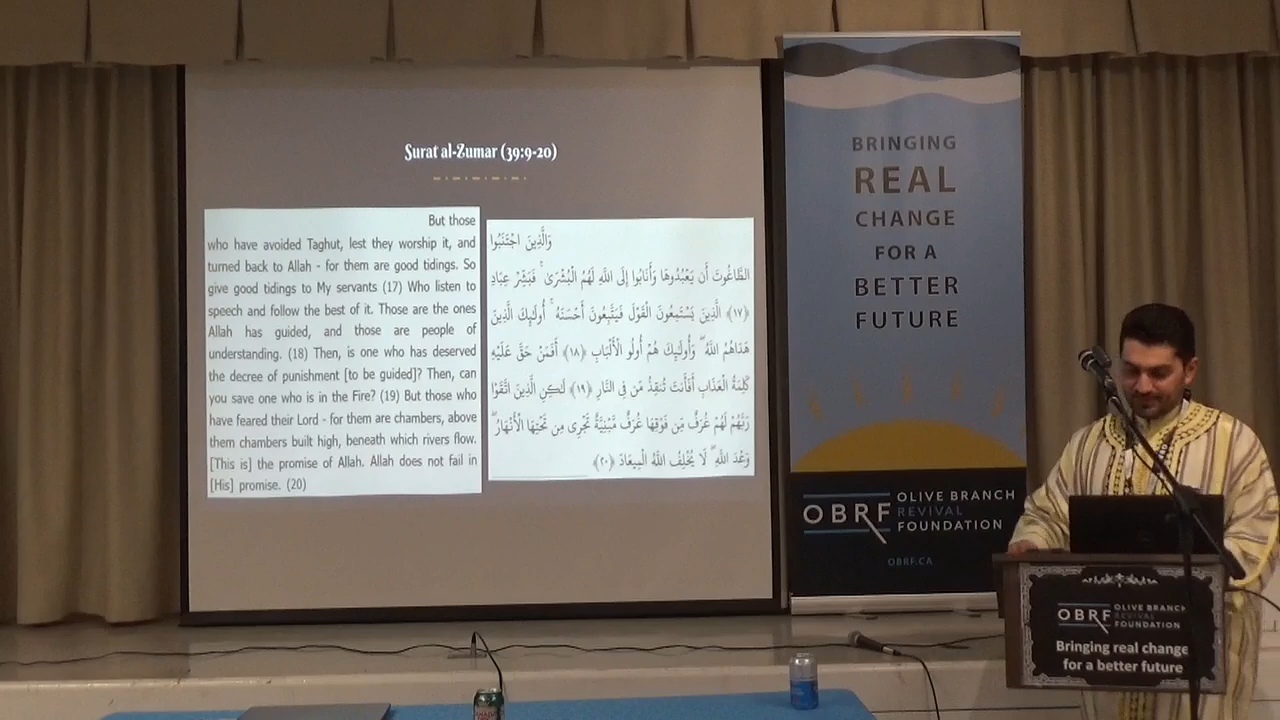 Surat al-Zumar (39:9-20)
But those
who have avoided Taghut, lest they worship it, and
turned back to Allah - for them are good tidings. So
give good tidings to My servants (17) Who listen to
speech and follow the best of it. Those are the ones
Allah has guided, and those are people of
understanding. (18) Then, is one who has deserved
the decree of punishment [to be guided]? Then, can
you save one who is in the Fire? (19) But those who
have feared their Lord - for them are chambers, above
them chambers built high, beneath which rivers flow.
[This is] the promise of Allah. Allah does not fail in
[His] promise. (20)
وَالَّذِينَ اجْتَنَبُوا
الطَّاغُوتَ أَن يَعْبُدُوهَا وَأَنَابُوا إِلَى اللَّهِ لَهُمُ الْبُشْرَىٰ ۚ فَبَشِّرْ عِبَادِ
﴿١٧﴾ الَّذِينَ يَسْتَمِعُونَ الْقَوْلَ فَيَتَّبِعُونَ أَحْسَنَهُ ۚ أُولَٰئِكَ الَّذِينَ
هَدَاهُمُ اللَّهُ ۖ وَأُولَٰئِكَ هُمْ أُولُو الْأَلْبَابِ ﴿١٨﴾ أَفَمَنْ حَقَّ عَلَيْهِ
كَلِمَةُ الْعَذَابِ أَفَأَنتَ تُنقِذُ مَن فِي النَّارِ ﴿١٩﴾ لَٰكِنِ الَّذِينَ اتَّقَوْا
رَبَّهُمْ لَهُمْ غُرَفٌ مِّن فَوْقِهَا غُرَفٌ مَّبْنِيَّةٌ تَجْرِي مِن تَحْتِهَا الْأَنْهَارُ ۖ
وَعْدَ اللَّهِ ۖ لَا يُخْلِفُ اللَّهُ الْمِيعَادَ ﴿٢٠﴾
BRINGING
REAL
CHANGE
FOR A
BETTER
FUTURE
OBRF
OLIVE BRANCH
REVIVAL
FOUNDATION
OBRF.CA
OBRF
OLIVE BRANCH
REVIVAL
FOUNDATION
Bringing real change
for a better future